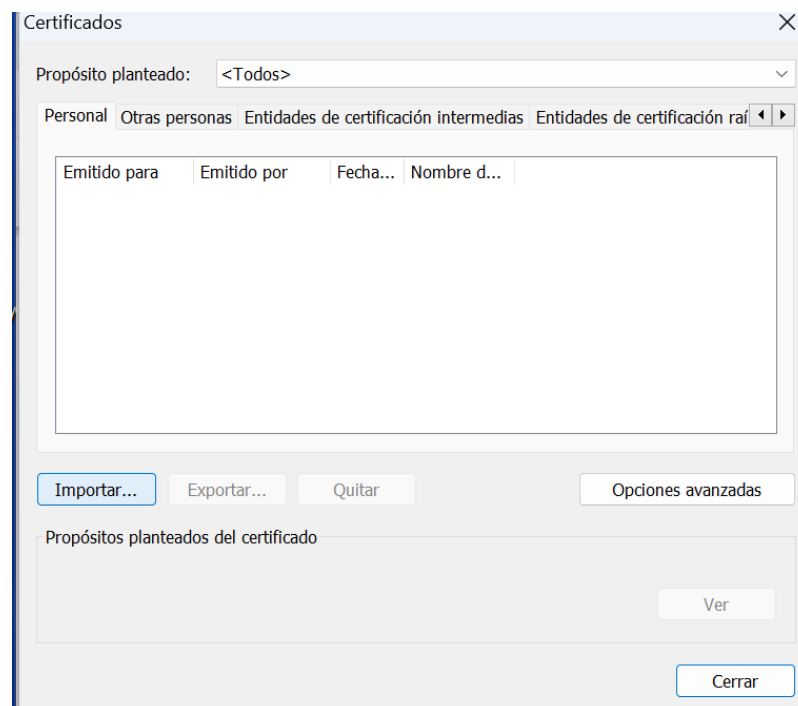 Certificados
Propósito planteado: <Todos>
Personal Otras personas Entidades de certificación intermedias Entidades de certificación raí
Emitido para Emitido por Fecha... Nombre d...
Importar... Exportar... Quitar Opciones avanzadas
Propósitos planteados del certificado
Ver
Cerrar